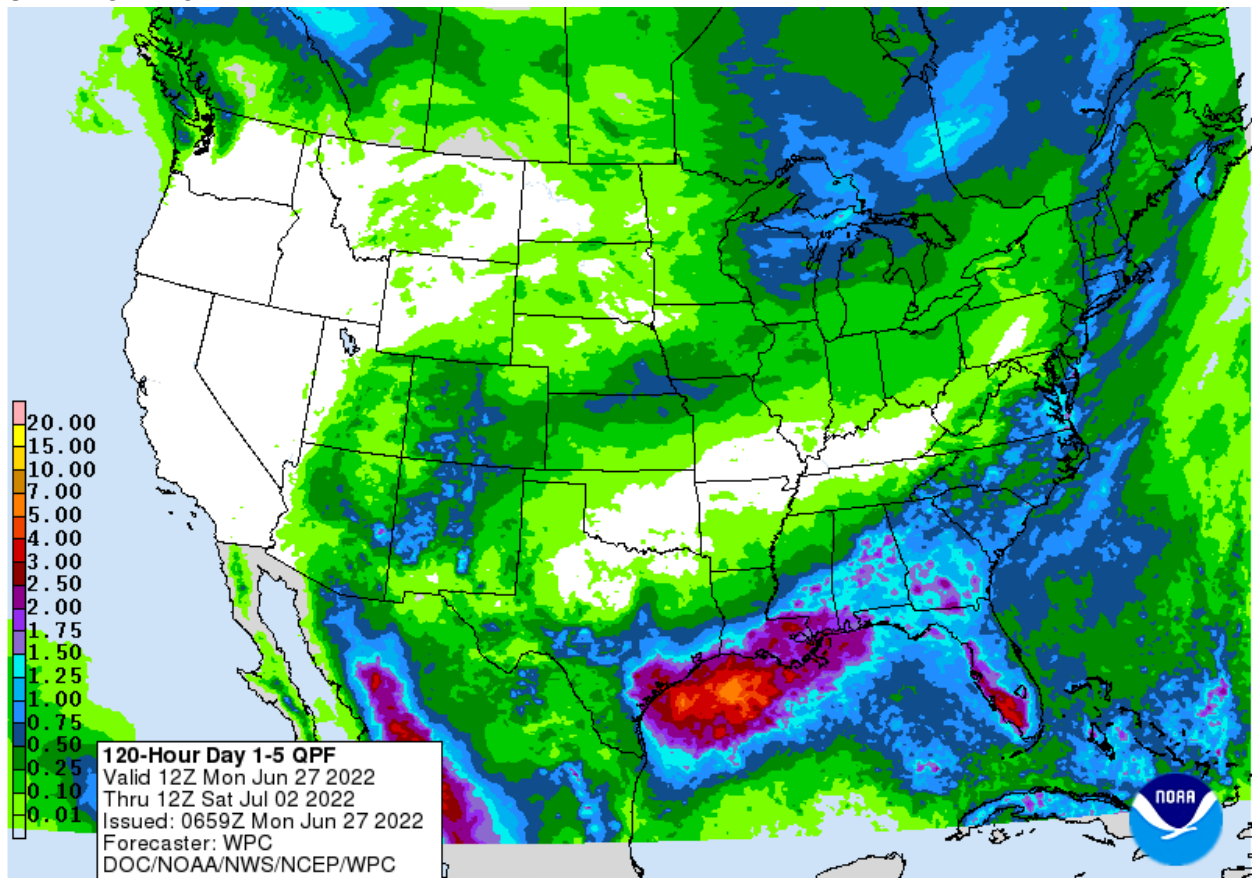 20.00
15.00
10.00
7.00
5.00
4.00
3.00
2.50
2.00
1.75
1.50
1.25
1.00
0.75
0.50
0.25
0.10
0.01
120-Hour Day 1-5 QPF
Valid 12Z Mon Jun 27 2022
Thru 12Z Sat Jul 02 2022
Issued: 0659Z Mon Jun 27 2022
Forecaster: WPC
DOC/NOAA/NWS/NCEP/WPC
NOAA